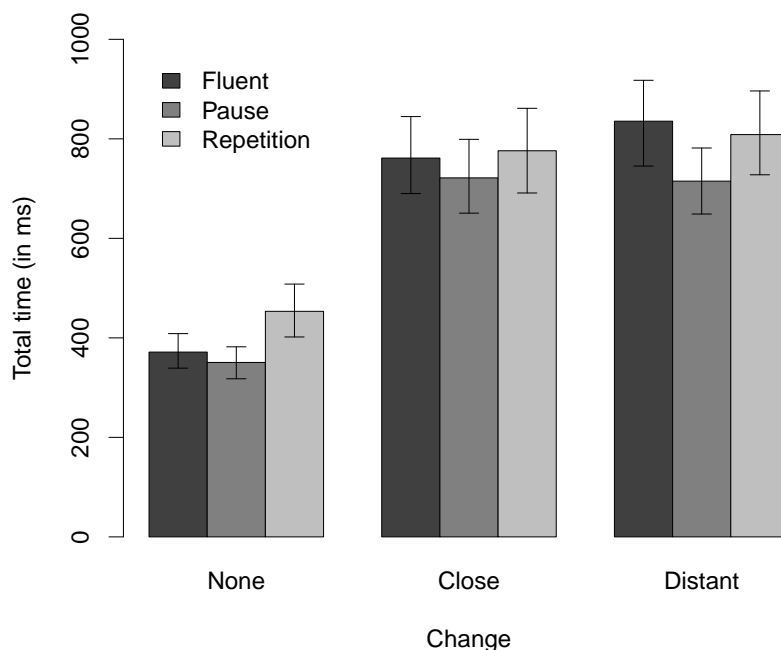 1000
800
600
400
200
0
Total time (in ms)
Fluent
Pause
Repetition
None Close Distant
Change